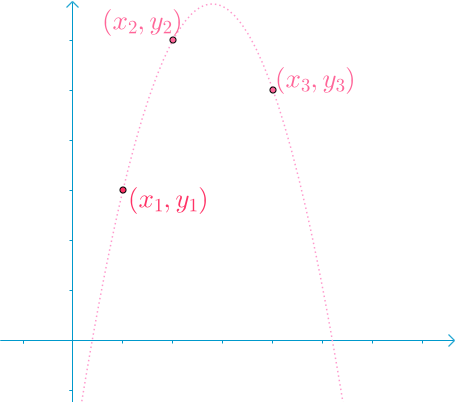 (x₂, y₂)
(x₃, y₃)
(x₁, y₁)